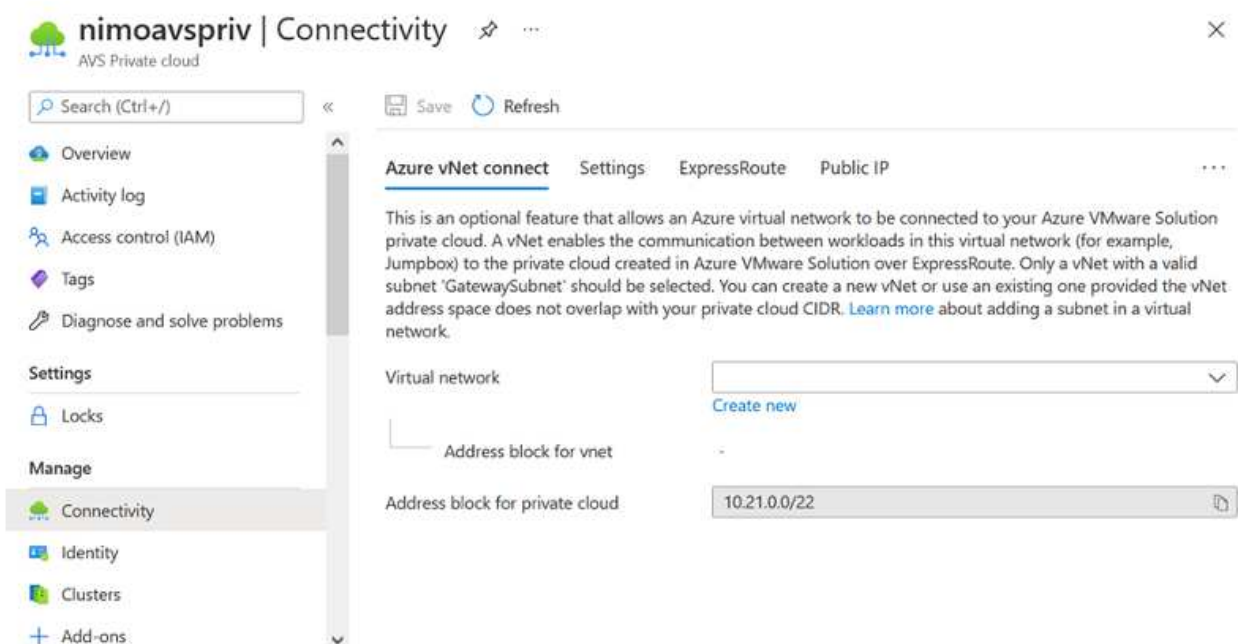 nimoavspriv | Connectivity ...
AVS Private cloud
Search (Ctrl+/)
«
Overview
Activity log
Access control (IAM)
Tags
Diagnose and solve problems
Settings
Locks
Manage
Connectivity
Identity
Clusters
Add-ons
Save Refresh
Azure vNet connect Settings ExpressRoute Public IP ...
This is an optional feature that allows an Azure virtual network to be connected to your Azure VMware Solution
private cloud. A vNet enables the communication between workloads in this virtual network (for example,
Jumpbox) to the private cloud created in Azure VMware Solution over ExpressRoute. Only a vNet with a valid
subnet 'GatewaySubnet' should be selected. You can create a new vNet or use an existing one provided the vNet
address space does not overlap with your private cloud CIDR. Learn more about adding a subnet in a virtual
network.
Virtual network
Create new
Address block for vnet -
Address block for private cloud 10.21.0.0/22